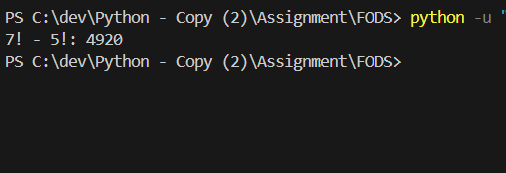 PS C:\dev\Python - Copy (2)\Assignment\FODS> python -u "
7! - 5!: 4920
PS C:\dev\Python - Copy (2)\Assignment\FODS>